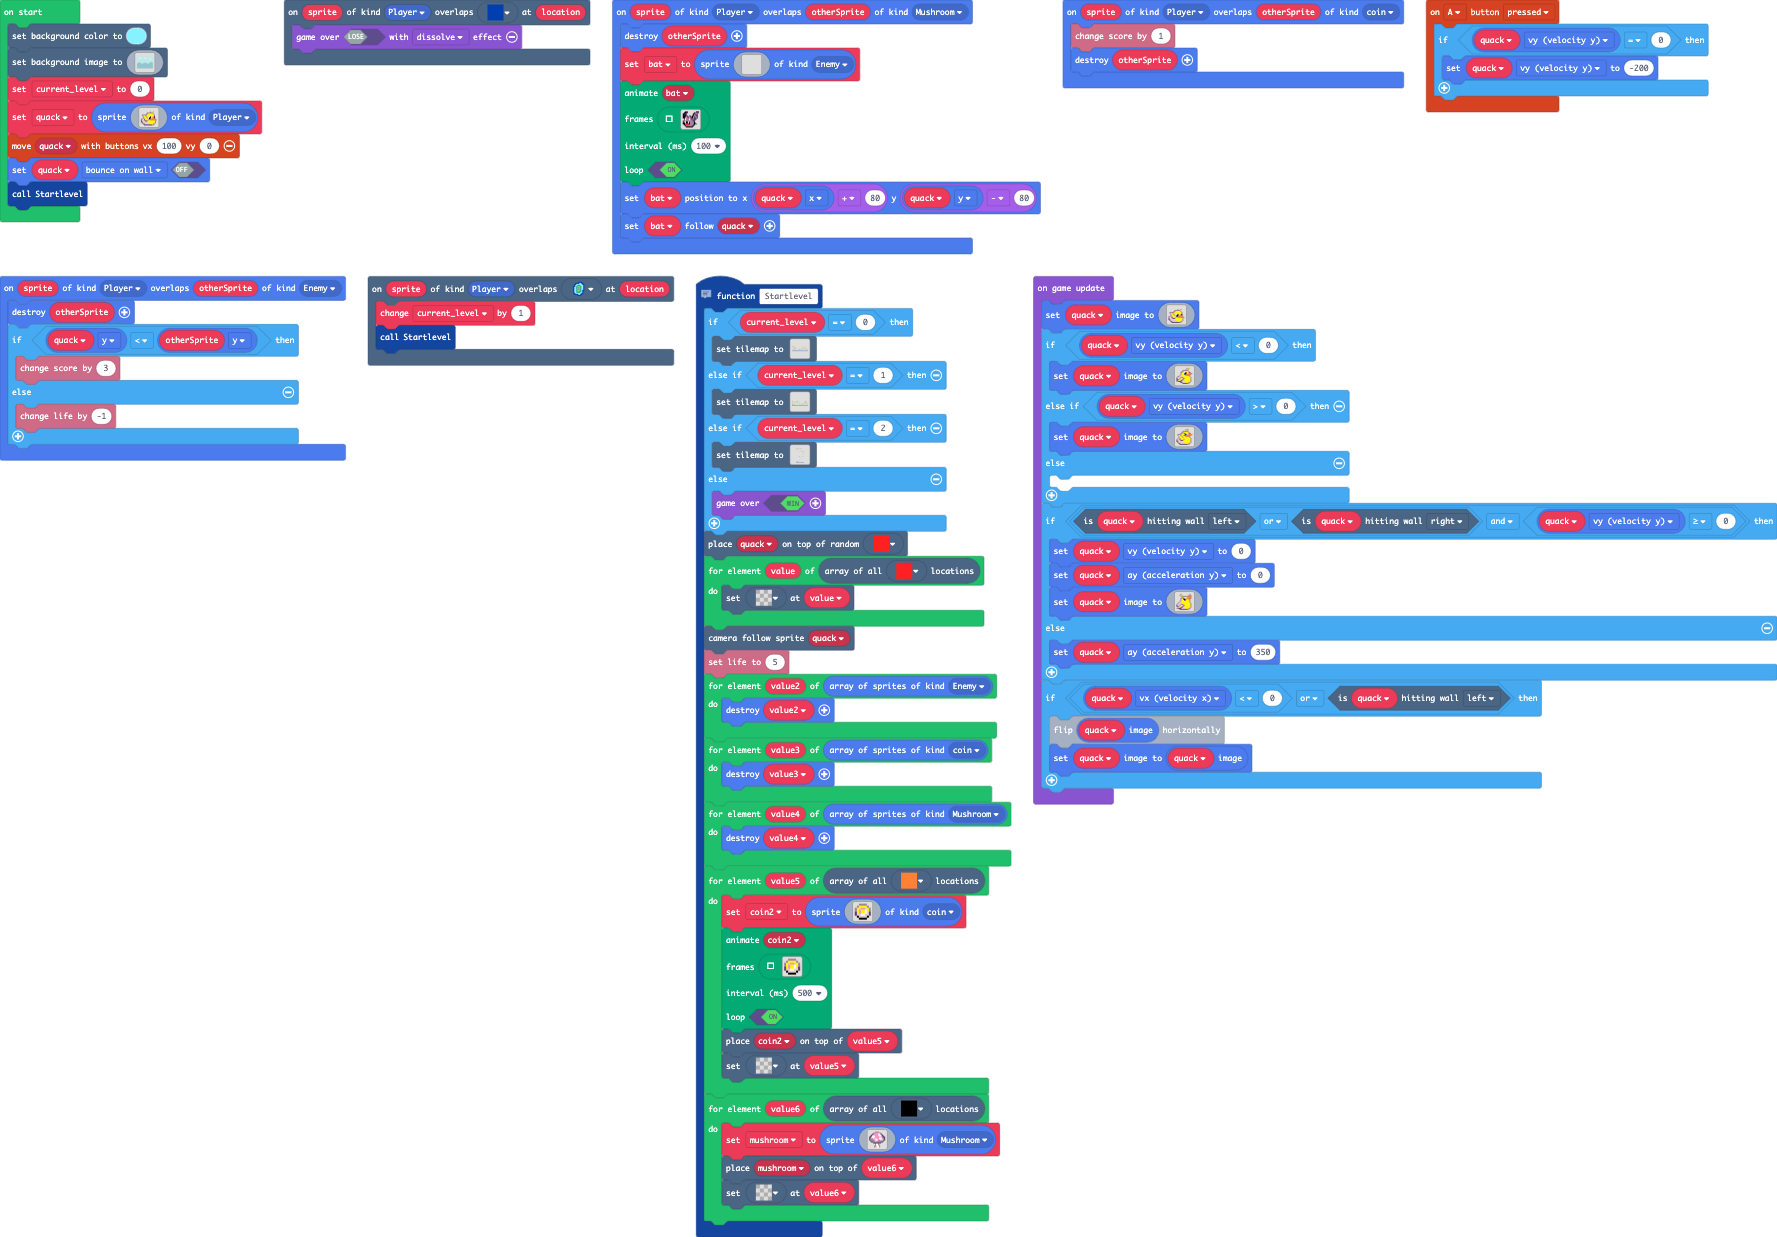 on start
set background color to
set background image to
set current_level to 0
set quack to sprite of kind Player
move quack with buttons vx 100 vy 0
set quack bounce on wall OFF
call Startlevel
on sprite of kind Player overlaps at location
game over LOSE with dissolve effect
on sprite of kind Player overlaps otherSprite of kind Mushroom
destroy otherSprite
set bat to sprite of kind Enemy
animate bat
frames
interval (ms) 100
loop ON
set bat position to x quack x + 80 y quack y - 80
set bat follow quack
on sprite of kind Player overlaps otherSprite of kind coin
change score by 1
destroy otherSprite
on A button pressed
if quack vy (velocity y) = 0 then
set quack vy (velocity y) to -200
on sprite of kind Player overlaps otherSprite of kind Enemy
destroy otherSprite
if quack y < otherSprite y then
change score by 3
else
change life by -1
on sprite of kind Player overlaps at location
change current_level by 1
call Startlevel
function Startlevel
if current_level = 0 then
set tilemap to
else if current_level = 1 then
set tilemap to
else if current_level = 2 then
set tilemap to
else
game over WIN
place quack on top of random
for element value of array of all locations
do set at value
camera follow sprite quack
set life to 5
for element value2 of array of sprites of kind Enemy
do destroy value2
for element value3 of array of sprites of kind coin
do destroy value3
for element value4 of array of sprites of kind Mushroom
do destroy value4
for element value5 of array of all locations
do set coin2 to sprite of kind coin
animate coin2
frames
interval (ms) 500
loop ON
place coin2 on top of value5
set at value5
for element value6 of array of all locations
do set mushroom to sprite of kind Mushroom
place mushroom on top of value6
set at value6
on game update
set quack image to
if quack vy (velocity y) < 0 then
set quack image to
else if quack vy (velocity y) > 0 then
set quack image to
else
if is quack hitting wall left or is quack hitting wall right and quack vy (velocity y) ≥ 0 then
set quack vy (velocity y) to 0
set quack ay (acceleration y) to 0
set quack image to
else
set quack ay (acceleration y) to 350
if quack vx (velocity x) < 0 or is quack hitting wall left then
flip quack image horizontally
set quack image to quack image